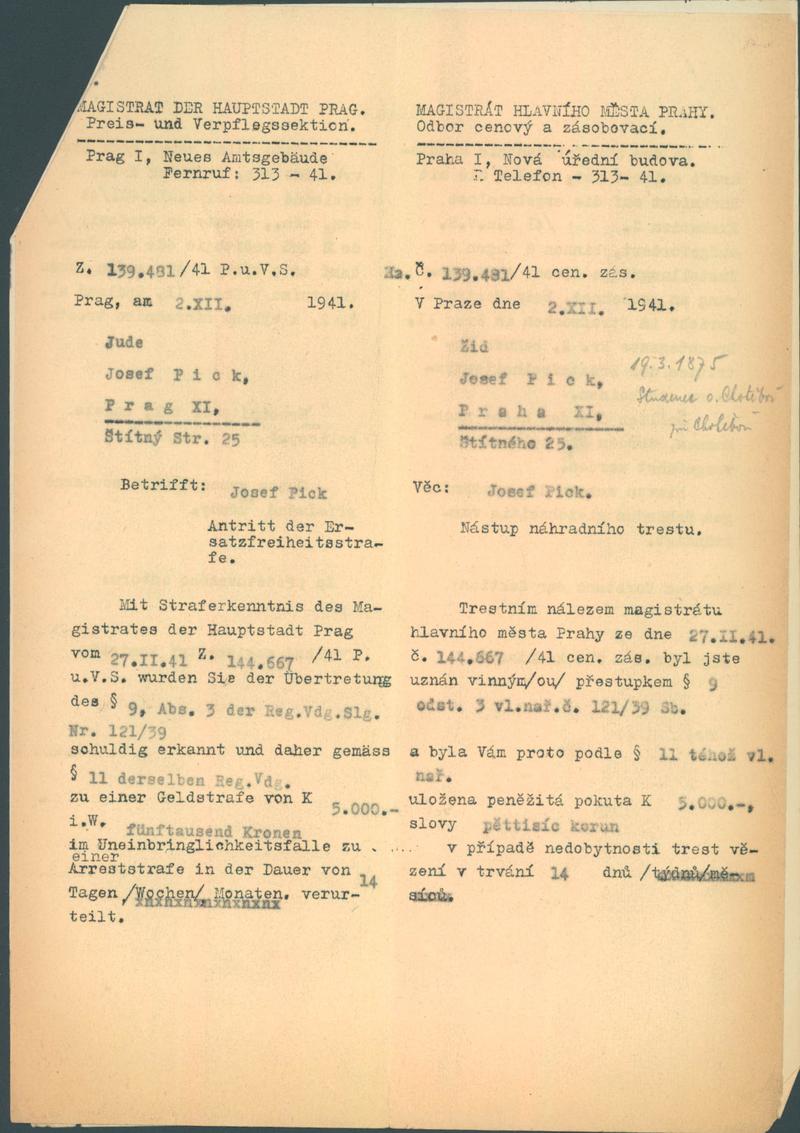 MAGISTRAT DER HAUPTSTADT PRAG.
Preis- und Verpflegssektion.
Prag I, Neues Amtsgebäude
Fernruf: 313 - 41.
Z. 139.481/41 P.u.V.S.
Prag, am 2.XII. 1941.
Jude
Josef Pick,
Prag XI,
Štítný Str. 25
Betrifft: Josef Pick
Antritt der Er-
satzfreiheitsstra-
fe.
Mit Straferkenntnis des Ma-
gistrates der Hauptstadt Prag
vom 27.II.41 Z. 144.667 /41 P.
u.V.S. wurden Sie der Übertretung
des § 9, Abs. 3 der Reg.Vdg.Slg.
Nr. 121/39
schuldig erkannt und daher gemäss
§ 11 derselben Reg.Vdg.
zu einer Geldstrafe von K 5.000.-
i.W. fünftausend Kronen
im Uneinbringlichkeitsfalle zu
einer
Arreststrafe in der Dauer von 14
Tagen /Wochen/ Monaten, verur-
teilt.
MAGISTRÁT HLAVNÍHO MĚSTA PRAHY.
Odbor cenový a zásobovací.
Praha I, Nová úřední budova.
Telefon - 313- 41.
Č. 139.481/41 cen. zás.
V Praze dne 2.XII. 1941.
Žid
Josef Pick,
Praha XI,
Štítného 25.
19.3.1875
Studenec o. Chotěboř
Chotěboř
Věc: Josef Pick.
Nástup náhradního trestu.
Trestním nálezem magistrátu
hlavního města Prahy ze dne 27.II.41.
č. 144.667 /41 cen. zás. byl jste
uznán vinným/ou/ přestupkem § 9
odst. 3 vl.nař.č. 121/39 Sb.
a byla Vám proto podle § 11 téhož vl.
nař.
uložena peněžitá pokuta K 5.000.-,
slovy pěttisíc korun
v případě nedobytnosti trest vě-
zení v trvání 14 dnů /týdnů/mě-
síců.